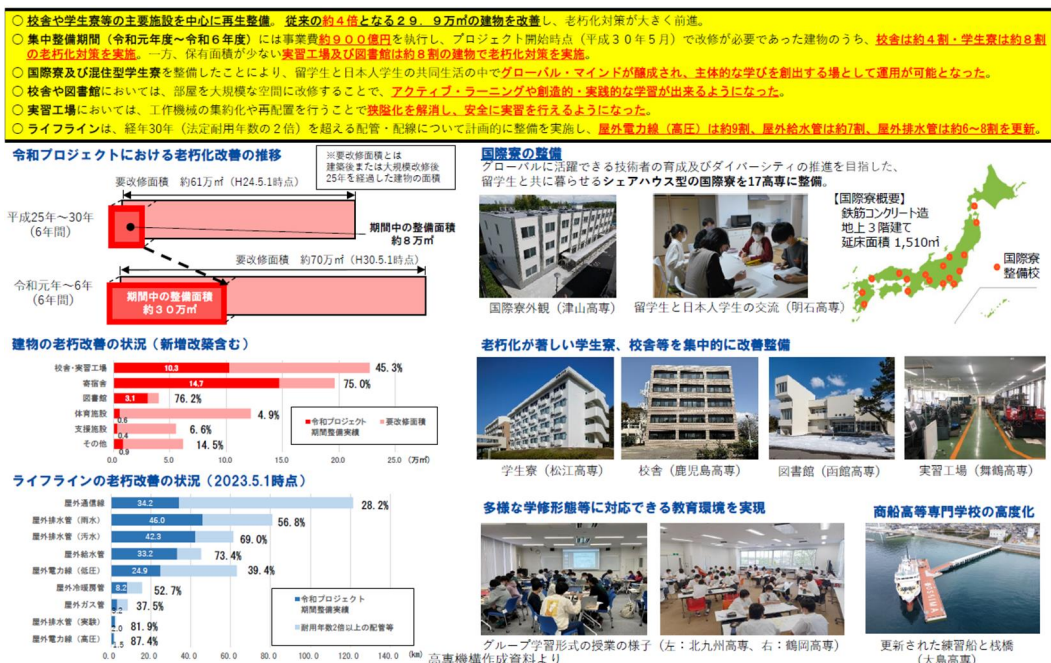 ○ 校舎や学生寮等の主要施設を中心に再生整備。 従来の約４倍となる２９．９万㎡の建物を改善し、老朽化対策が大きく前進。
○ 集中整備期間（令和元年度～令和６年度）には事業費約９００億円を執行し、プロジェクト開始時点（平成３０年５月）で改修が必要であった建物のうち、校舎は約４割・学生寮は約８割
の老朽化対策を実施。一方、保有面積が少ない実習工場及び図書館は約８割の建物で老朽化対策を実施。
○ 国際寮及び混住型学生寮を整備したことにより、留学生と日本人学生の共同生活の中でグローバル・マインドが醸成され、主体的な学びを創出する場として運用が可能となった。
○ 校舎や図書館においては、部屋を大規模な空間に改修することで、アクティブ・ラーニングや創造的・実践的な学習が出来るようになった。
○ 実習工場においては、工作機械の集約化や再配置を行うことで狭隘化を解消し、安全に実習を行えるようになった。
○ ライフラインは、経年30年（法定耐用年数の２倍）を超える配管・配線について計画的に整備を実施し、屋外電力線（高圧）は約9割、屋外給水管は約7割、屋外排水管は約6～8割を更新。
令和プロジェクトにおける老朽化改善の推移
※要改修面積とは
建築後または大規模改修後
25年を経過した建物の面積
要改修面積　約61万㎡（H24.5.1時点）
平成25年～30年
（6年間）
期間中の整備面積
約８万㎡
要改修面積　約70万㎡（H30.5.1時点）
令和元年～6年
（6年間）
期間中の整備面積
約３０万㎡
建物の老朽改善の状況（新増改築含む）
校舎・実習工場 10.3 45.3%
寄宿舎 14.7 75.0%
図書館 3.1 76.2%
体育施設 0.6 4.9%
支援施設 0.4 6.6%
その他 0.9 14.5%
■令和プロジェクト
期間整備実績
■要改修面積
0.0 5.0 10.0 15.0 20.0 25.0 (万㎡)
ライフラインの老朽改善の状況（2023.5.1時点）
屋外通信線 34.2 28.2%
屋外排水管（雨水） 46.0 56.8%
屋外排水管（汚水） 42.3 69.0%
屋外給水管 33.2 73.4%
屋外電力線（低圧） 24.9 39.4%
屋外冷暖房管 8.2 52.7%
屋外ガス管 3.2 37.5%
屋外排水管（実験） 2.0 81.9%
屋外電力線（高圧） 1.5 87.4%
■令和プロジェクト
期間整備実績
■耐用年数2倍以上の配管等
0.0 20.0 40.0 60.0 80.0 100.0 120.0 140.0 (km)
高専機構作成資料より
国際寮の整備
グローバルに活躍できる技術者の育成及びダイバーシティの推進を目指した、
留学生と共に暮らせるシェアハウス型の国際寮を17高専に整備。
【国際寮概要】
鉄筋コンクリート造
地上３階建て
延床面積 1,510㎡
国際寮
整備校
国際寮外観（津山高専）
留学生と日本人学生の交流（明石高専）
老朽化が著しい学生寮、校舎等を集中的に改善整備
学生寮（松江高専）
校舎（鹿児島高専）
図書館（函館高専）
実習工場（舞鶴高専）
多様な学修形態等に対応できる教育環境を実現
グループ学習形式の授業の様子（左：北九州高専、右：鶴岡高専）
商船高等専門学校の高度化
更新された練習船と桟橋
（大島高専）